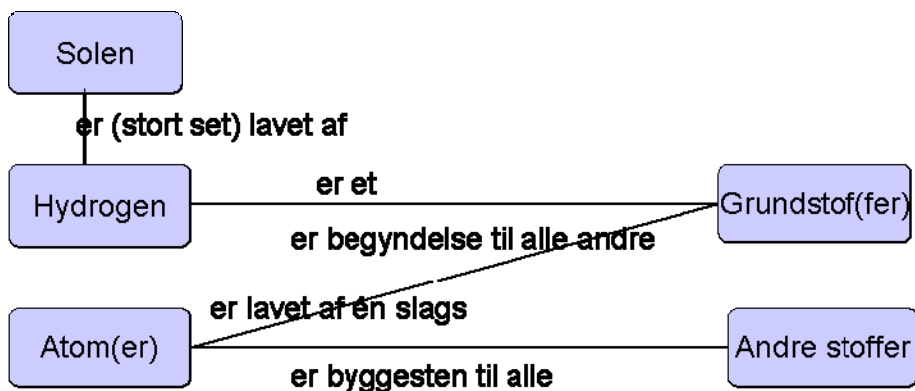 Solen
er (stort set) lavet af
Hydrogen
er et
Grundstof(fer)
er begyndelse til alle andre
er lavet af én slags
Atom(er)
Andre stoffer
er byggesten til alle